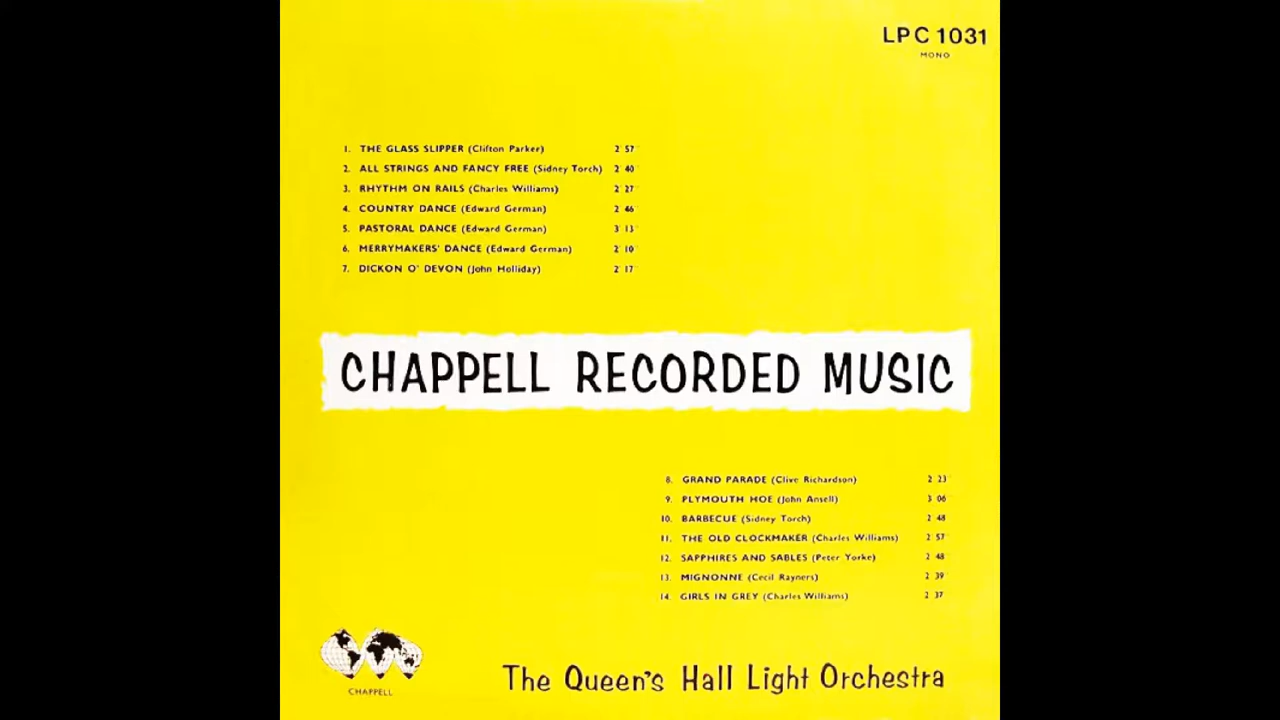 LPC 1031
MONO
1. THE GLASS SLIPPER (Clifton Parker) 2 57
2. ALL STRINGS AND FANCY FREE (Sidney Torch) 2 40
3. RHYTHM ON RAILS (Charles Williams) 2 27
4. COUNTRY DANCE (Edward German) 2 46
5. PASTORAL DANCE (Edward German) 3 13
6. MERRYMAKERS' DANCE (Edward German) 2 10
7. DICKON O' DEVON (John Holliday) 2 17
CHAPPELL RECORDED MUSIC
8. GRAND PARADE (Clive Richardson) 2 23
9. PLYMOUTH HOE (John Ansell) 3 06
10. BARBECUE (Sidney Torch) 2 48
11. THE OLD CLOCKMAKER (Charles Williams) 2 57
12. SAPPHIRES AND SABLES (Peter Yorke) 2 48
13. MIGNONNE (Cecil Rayners) 2 39
14. GIRLS IN GREY (Charles Williams) 2 37
The Queen's Hall Light Orchestra
CHAPPELL